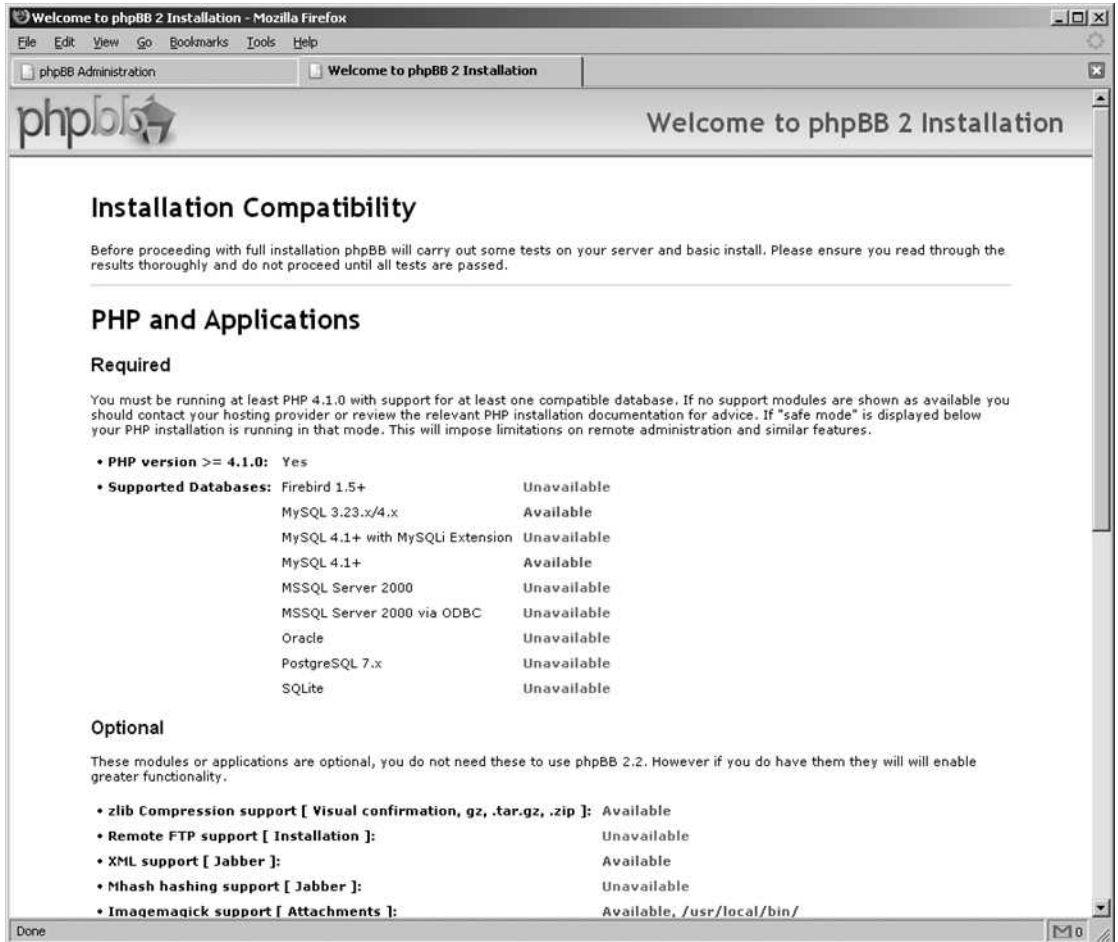 Welcome to phpBB 2 Installation - Mozilla Firefox
File Edit View Go Bookmarks Tools Help
phpBB Administration Welcome to phpBB 2 Installation
phpbb Welcome to phpBB 2 Installation
Installation Compatibility
Before proceeding with full installation phpBB will carry out some tests on your server and basic install. Please ensure you read through the
results thoroughly and do not proceed until all tests are passed.
PHP and Applications
Required
You must be running at least PHP 4.1.0 with support for at least one compatible database. If no support modules are shown as available you
should contact your hosting provider or review the relevant PHP installation documentation for advice. If "safe mode" is displayed below
your PHP installation is running in that mode. This will impose limitations on remote administration and similar features.
• PHP version >= 4.1.0: Yes
• Supported Databases: Firebird 1.5+ Unavailable
MySQL 3.23.x/4.x Available
MySQL 4.1+ with MySQLi Extension Unavailable
MySQL 4.1+ Available
MSSQL Server 2000 Unavailable
MSSQL Server 2000 via ODBC Unavailable
Oracle Unavailable
PostgreSQL 7.x Unavailable
SQLite Unavailable
Optional
These modules or applications are optional, you do not need these to use phpBB 2.2. However if you do have them they will will enable
greater functionality.
• zlib Compression support [ Visual confirmation, gz, .tar.gz, .zip ]: Available
• Remote FTP support [ Installation ]: Unavailable
• XML support [ Jabber ]: Available
• Mhash hashing support [ Jabber ]: Unavailable
• Imagemagick support [ Attachments ]: Available, /usr/local/bin/
Done 0